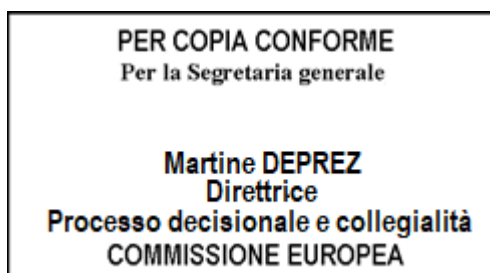 PER COPIA CONFORME
Per la Segretaria generale
Martine DEPREZ
Direttrice
Processo decisionale e collegialità
COMMISSIONE EUROPEA